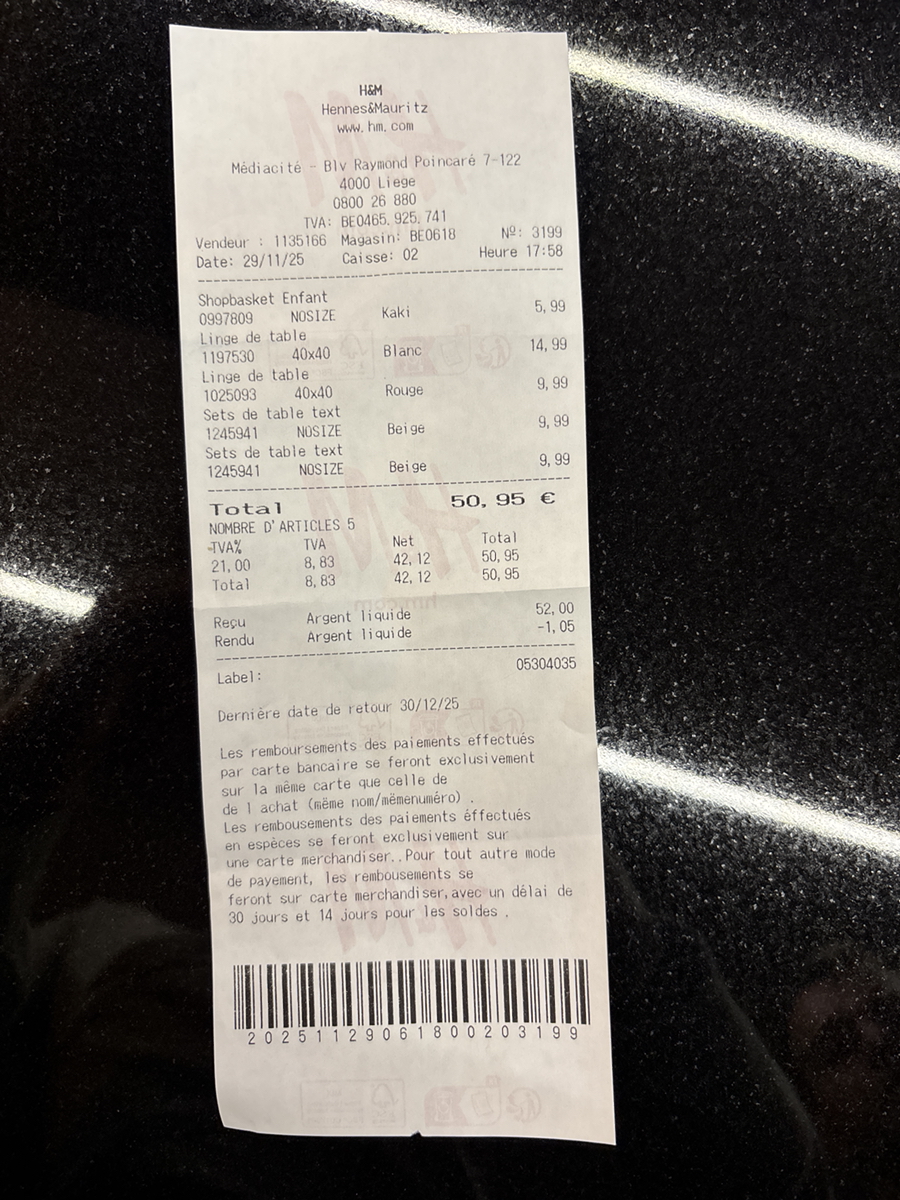 H&M
Hennes&Mauritz
www.hm.com
Médiacité - Blv Raymond Poincaré 7-122
4000 Liege
0800 26 880
TVA: BE0465.925.741
Vendeur : 1135166 Magasin: BE0618 Nº: 3199
Date: 29/11/25 Caisse: 02 Heure 17:58
Shopbasket Enfant
0997809 NOSIZE Kaki 5,99
Linge de table
1197530 40x40 Blanc 14,99
Linge de table
1025093 40x40 Rouge 9,99
Sets de table text
1245941 NOSIZE Beige 9,99
Sets de table text
1245941 NOSIZE Beige 9,99
Total 50,95 €
NOMBRE D'ARTICLES 5
TVA% TVA Net Total
21,00 8,83 42,12 50,95
Total 8,83 42,12 50,95
Reçu Argent liquide 52,00
Rendu Argent liquide -1,05
Label: 05304035
Dernière date de retour 30/12/25
Les remboursements des paiements effectués
par carte bancaire se feront exclusivement
sur la même carte que celle de
de l achat (même nom/mêmenuméro) .
Les rembousements des paiements éffectués
en espèces se feront exclusivement sur
une carte merchandiser..Pour tout autre mode
de payement, les rembousements se
feront sur carte merchandiser,avec un délai de
30 jours et 14 jours pour les soldes .
20251129061800203199